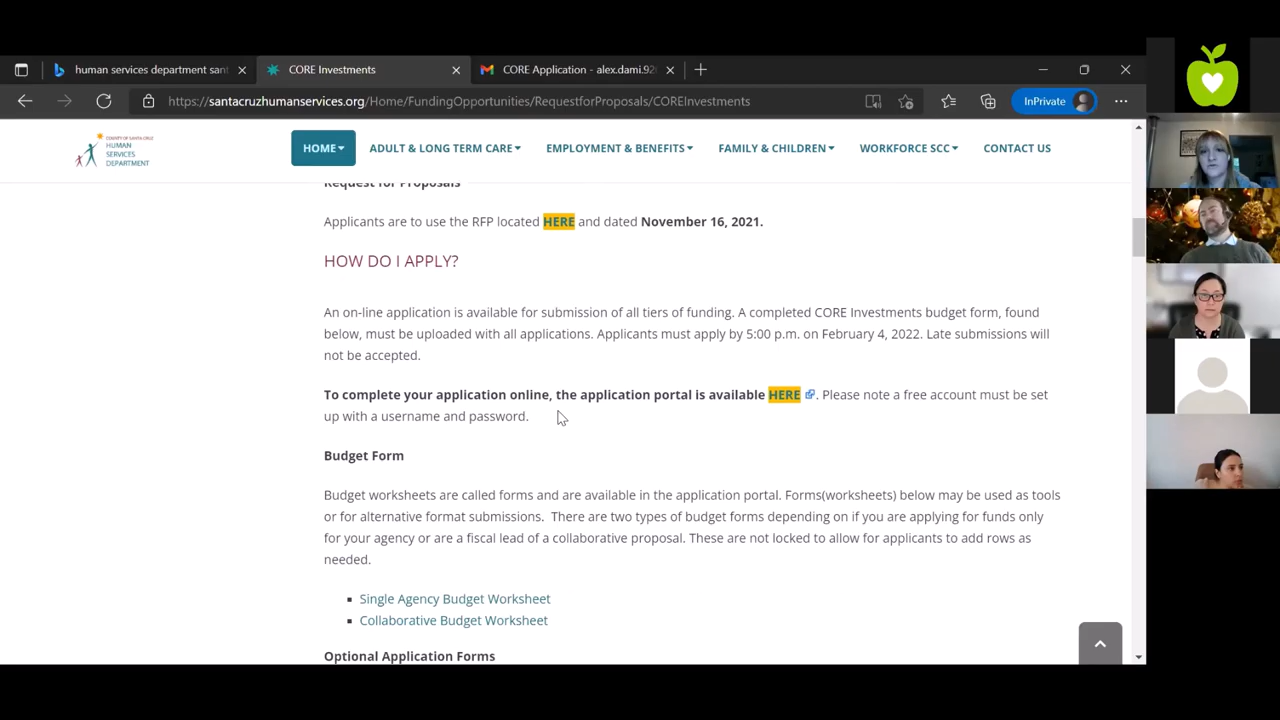 human services department sant
CORE Investments
CORE Application - alex.dami.92
https://santacruzhumanservices.org/Home/FundingOpportunities/RequestforProposals/COREInvestments
InPrivate
COUNTY OF SANTA CRUZ
HUMAN
SERVICES
DEPARTMENT
HOME
ADULT & LONG TERM CARE
EMPLOYMENT & BENEFITS
FAMILY & CHILDREN
WORKFORCE SCC
CONTACT US
Request for Proposals
Applicants are to use the RFP located HERE and dated November 16, 2021.
HOW DO I APPLY?
An on-line application is available for submission of all tiers of funding. A completed CORE Investments budget form, found
below, must be uploaded with all applications. Applicants must apply by 5:00 p.m. on February 4, 2022. Late submissions will
not be accepted.
To complete your application online, the application portal is available HERE . Please note a free account must be set
up with a username and password.
Budget Form
Budget worksheets are called forms and are available in the application portal. Forms(worksheets) below may be used as tools
or for alternative format submissions. There are two types of budget forms depending on if you are applying for funds only
for your agency or are a fiscal lead of a collaborative proposal. These are not locked to allow for applicants to add rows as
needed.
Single Agency Budget Worksheet
Collaborative Budget Worksheet
Optional Application Forms